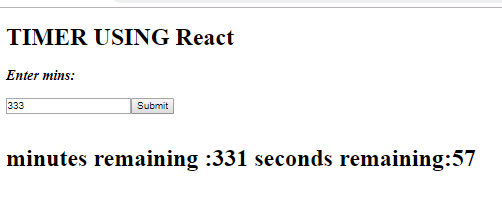 TIMER USING React
Enter mins:
333 Submit
minutes remaining :331 seconds remaining:57